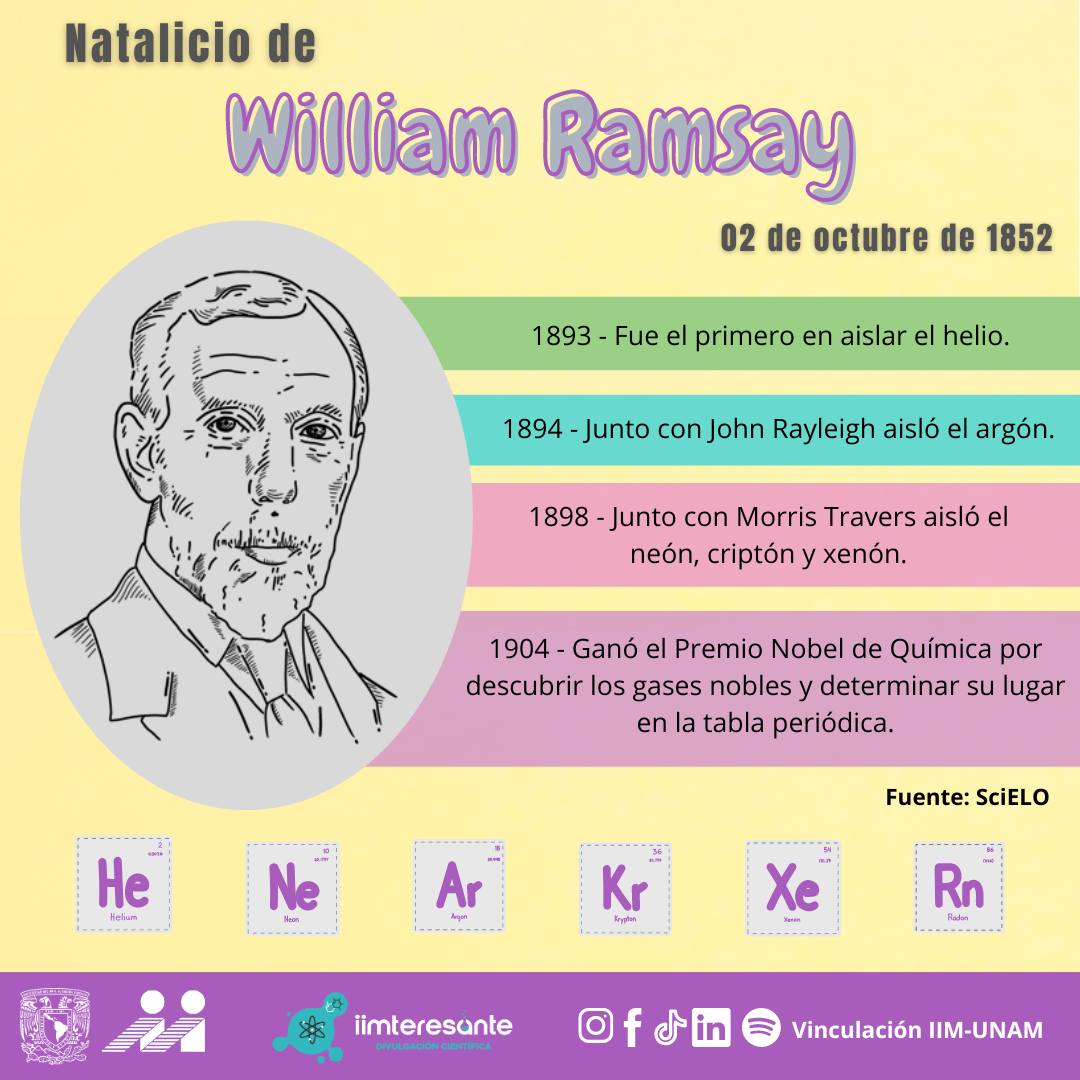 Natalicio de
William Ramsay
02 de octubre de 1852
1893 - Fue el primero en aislar el helio.
1894 - Junto con John Rayleigh aisló el argón.
1898 - Junto con Morris Travers aisló el
neón, criptón y xenón.
1904 - Ganó el Premio Nobel de Química por
descubrir los gases nobles y determinar su lugar
en la tabla periódica.
Fuente: SciELO
2
He
Helium
10
20.1797
Ne
Neon
18
39.948
Ar
Argon
36
83.798
Kr
Krypton
54
131.29
Xe
Xenon
86
Rn
Radon
iimteresante
DIVULGACIÓN CIENTÍFICA
Vinculación IIM-UNAM